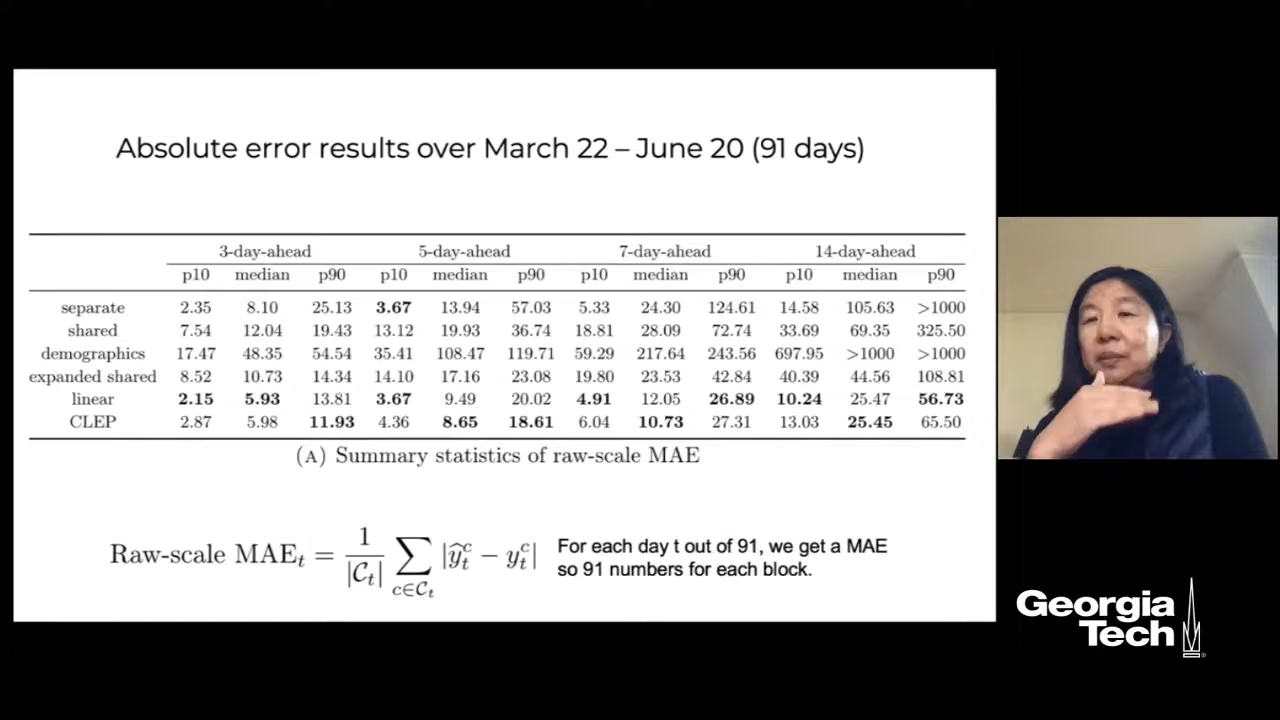 Absolute error results over March 22 – June 20 (91 days)
3-day-ahead 5-day-ahead 7-day-ahead 14-day-ahead
p10 median p90 p10 median p90 p10 median p90 p10 median p90
separate 2.35 8.10 25.13 3.67 13.94 57.03 5.33 24.30 124.61 14.58 105.63 >1000
shared 7.54 12.04 19.43 13.12 19.93 36.74 18.81 28.09 72.74 33.69 69.35 325.50
demographics 17.47 48.35 54.54 35.41 108.47 119.71 59.29 217.64 243.56 697.95 >1000 >1000
expanded shared 8.52 10.73 14.34 14.10 17.16 23.08 19.80 23.53 42.84 40.39 44.56 108.81
linear 2.15 5.93 13.81 3.67 9.49 20.02 4.91 12.05 26.89 10.24 25.47 56.73
CLEP 2.87 5.98 11.93 4.36 8.65 18.61 6.04 10.73 27.31 13.03 25.45 65.50
(A) Summary statistics of raw-scale MAE
Raw-scale MAE_t = 1/|𝒞_t| ∑_{c∈𝒞_t} |ŷ_t^c − y_t^c|
For each day t out of 91, we get a MAE
so 91 numbers for each block.
Georgia
Tech